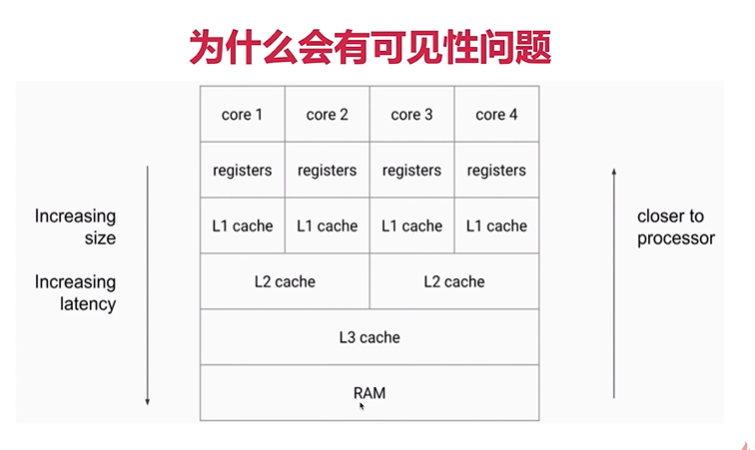 为什么会有可见性问题
core 1 core 2 core 3 core 4
registers registers registers registers
Increasing
size
L1 cache L1 cache L1 cache L1 cache
closer to
processor
Increasing
latency
L2 cache L2 cache
L3 cache
RAM